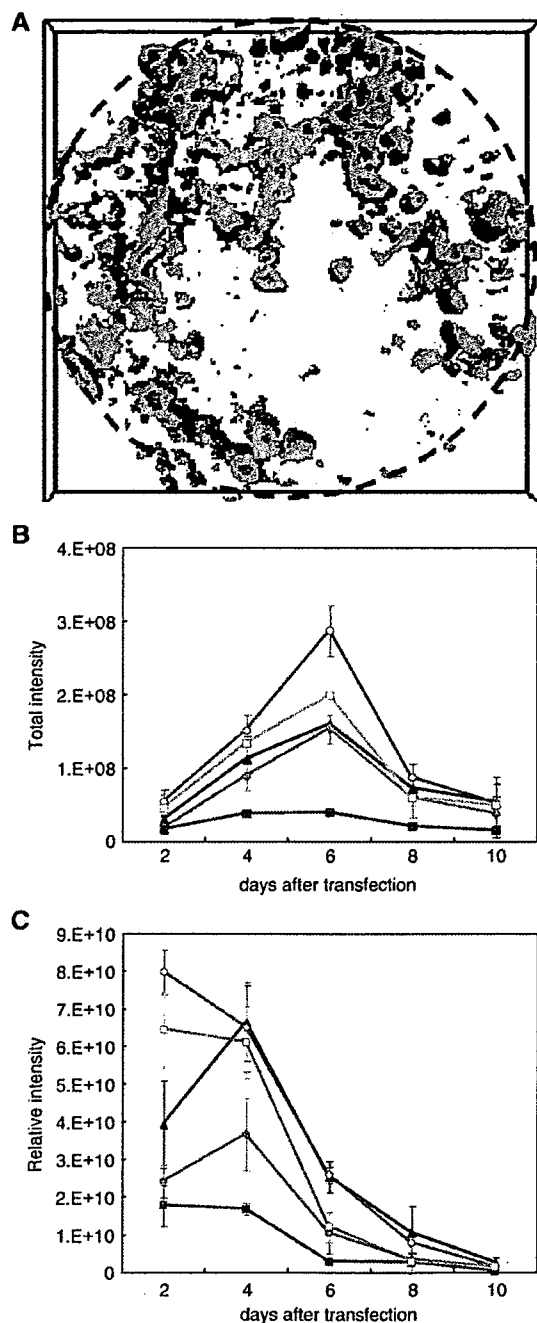 A
B
4.E+08
3.E+08
2.E+08
1.E+08
0
Total intensity
2 4 6 8 10
days after transfection
C
9.E+10
8.E+10
7.E+10
6.E+10
5.E+10
4.E+10
3.E+10
2.E+10
1.E+10
0
Relative intensity
2 4 6 8 10
days after transfection